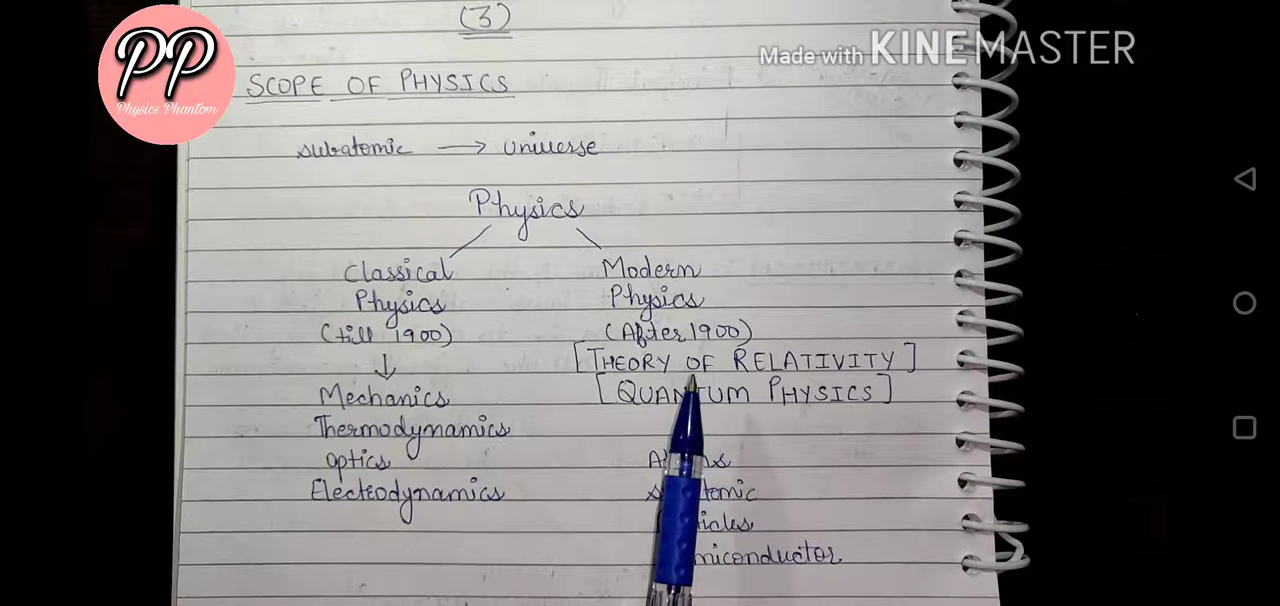 (3)
PP
Physics Phantom
Made with KINEMASTER
SCOPE OF PHYSICS
subatomic → universe
Physics
Classical
Physics
(till 1900)
↓
Mechanics
Thermodynamics
optics
Electrodynamics
Modern
Physics
(After 1900)
[THEORY OF RELATIVITY]
[QUANTUM PHYSICS]